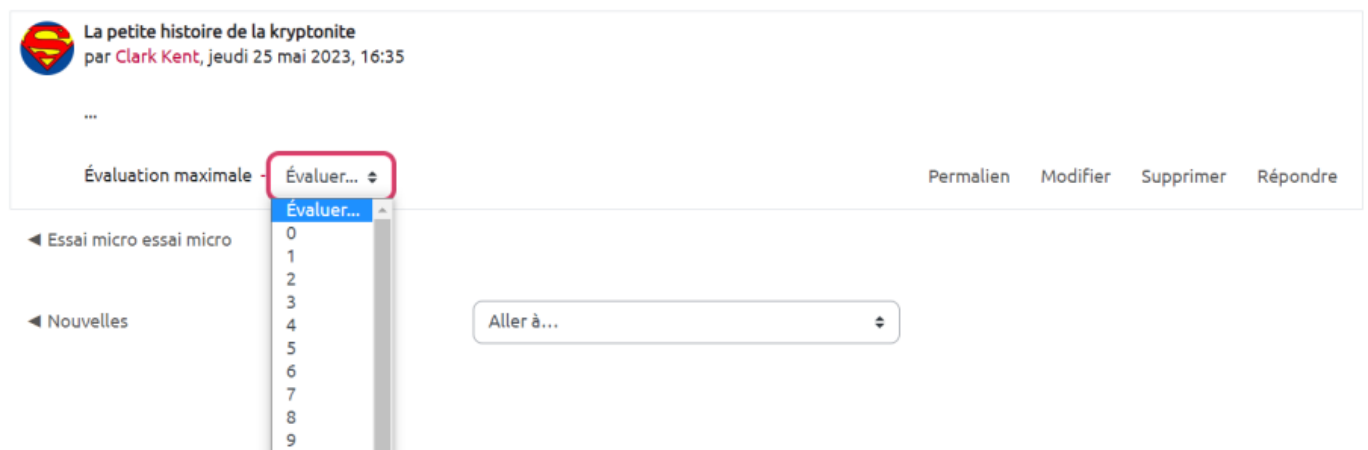 La petite histoire de la kryptonite
par Clark Kent, jeudi 25 mai 2023, 16:35
...
Évaluation maximale - Évaluer... Permalien Modifier Supprimer Répondre
Évaluer...
◄ Essai micro essai micro
0
1
2
3
◄ Nouvelles
Aller à...
4
5
6
7
8
9